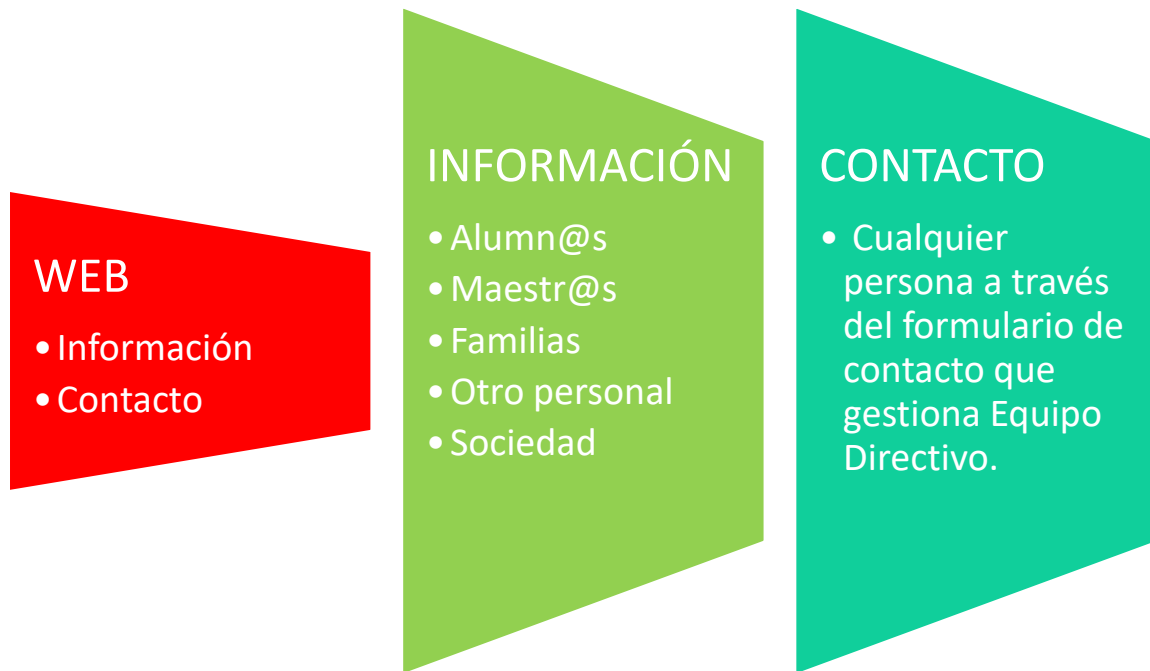 WEB
• Información
• Contacto
INFORMACIÓN
• Alumn@s
• Maestr@s
• Familias
• Otro personal
• Sociedad
CONTACTO
• Cualquier
persona a través
del formulario de
contacto que
gestiona Equipo
Directivo.